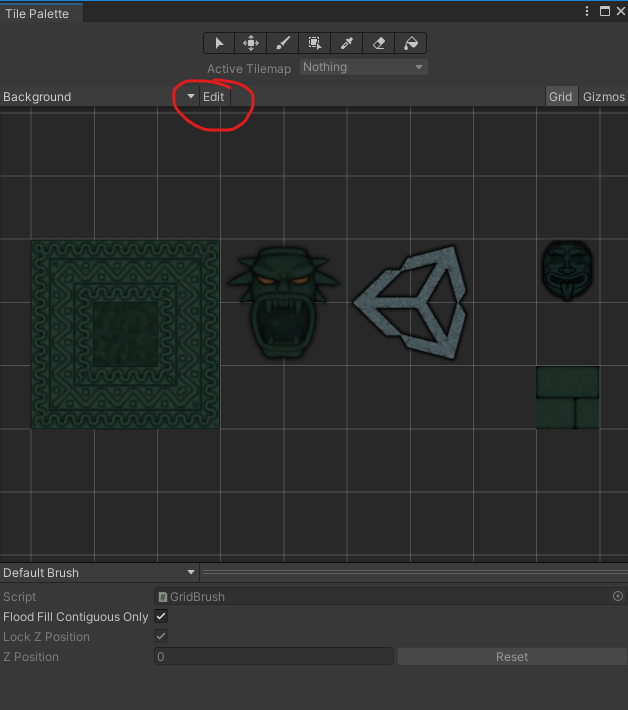 Tile Palette
Active Tilemap Nothing
Background Edit Grid Gizmos
Default Brush
Script GridBrush
Flood Fill Contiguous Only
Lock Z Position
Z Position 0 Reset